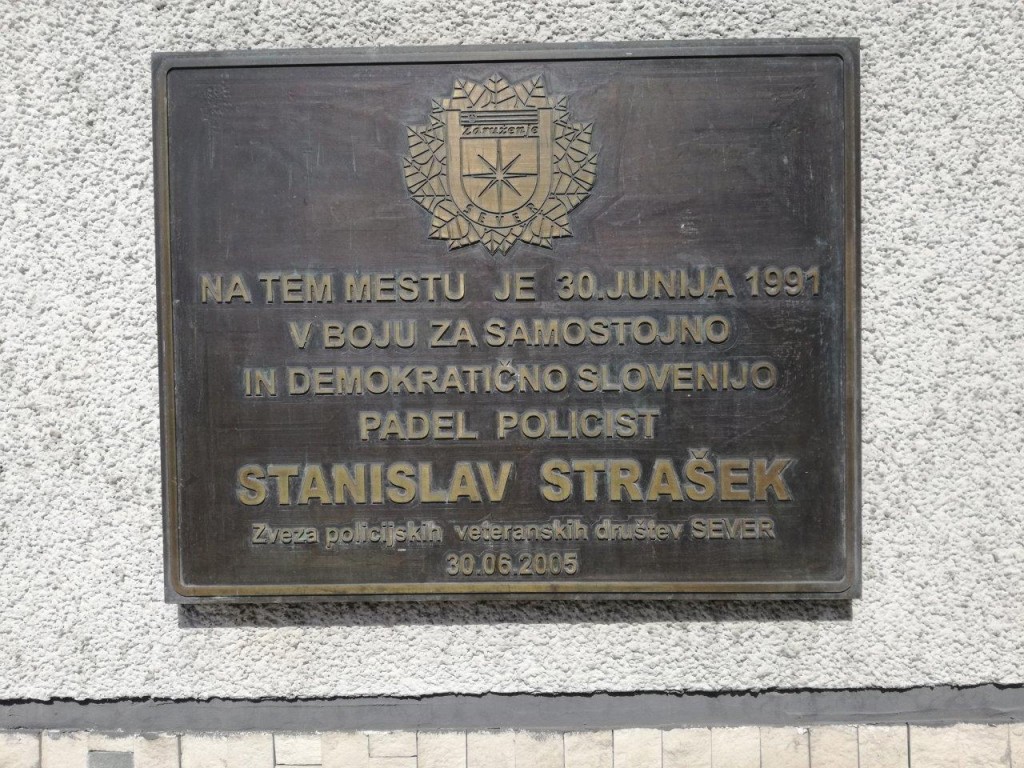 Združenje
SEVER
NA TEM MESTU JE 30.JUNIJA 1991
V BOJU ZA SAMOSTOJNO
IN DEMOKRATIČNO SLOVENIJO
PADEL POLICIST
STANISLAV STRAŠEK
Zveza policijskih veteranskih društev SEVER
30.06.2005